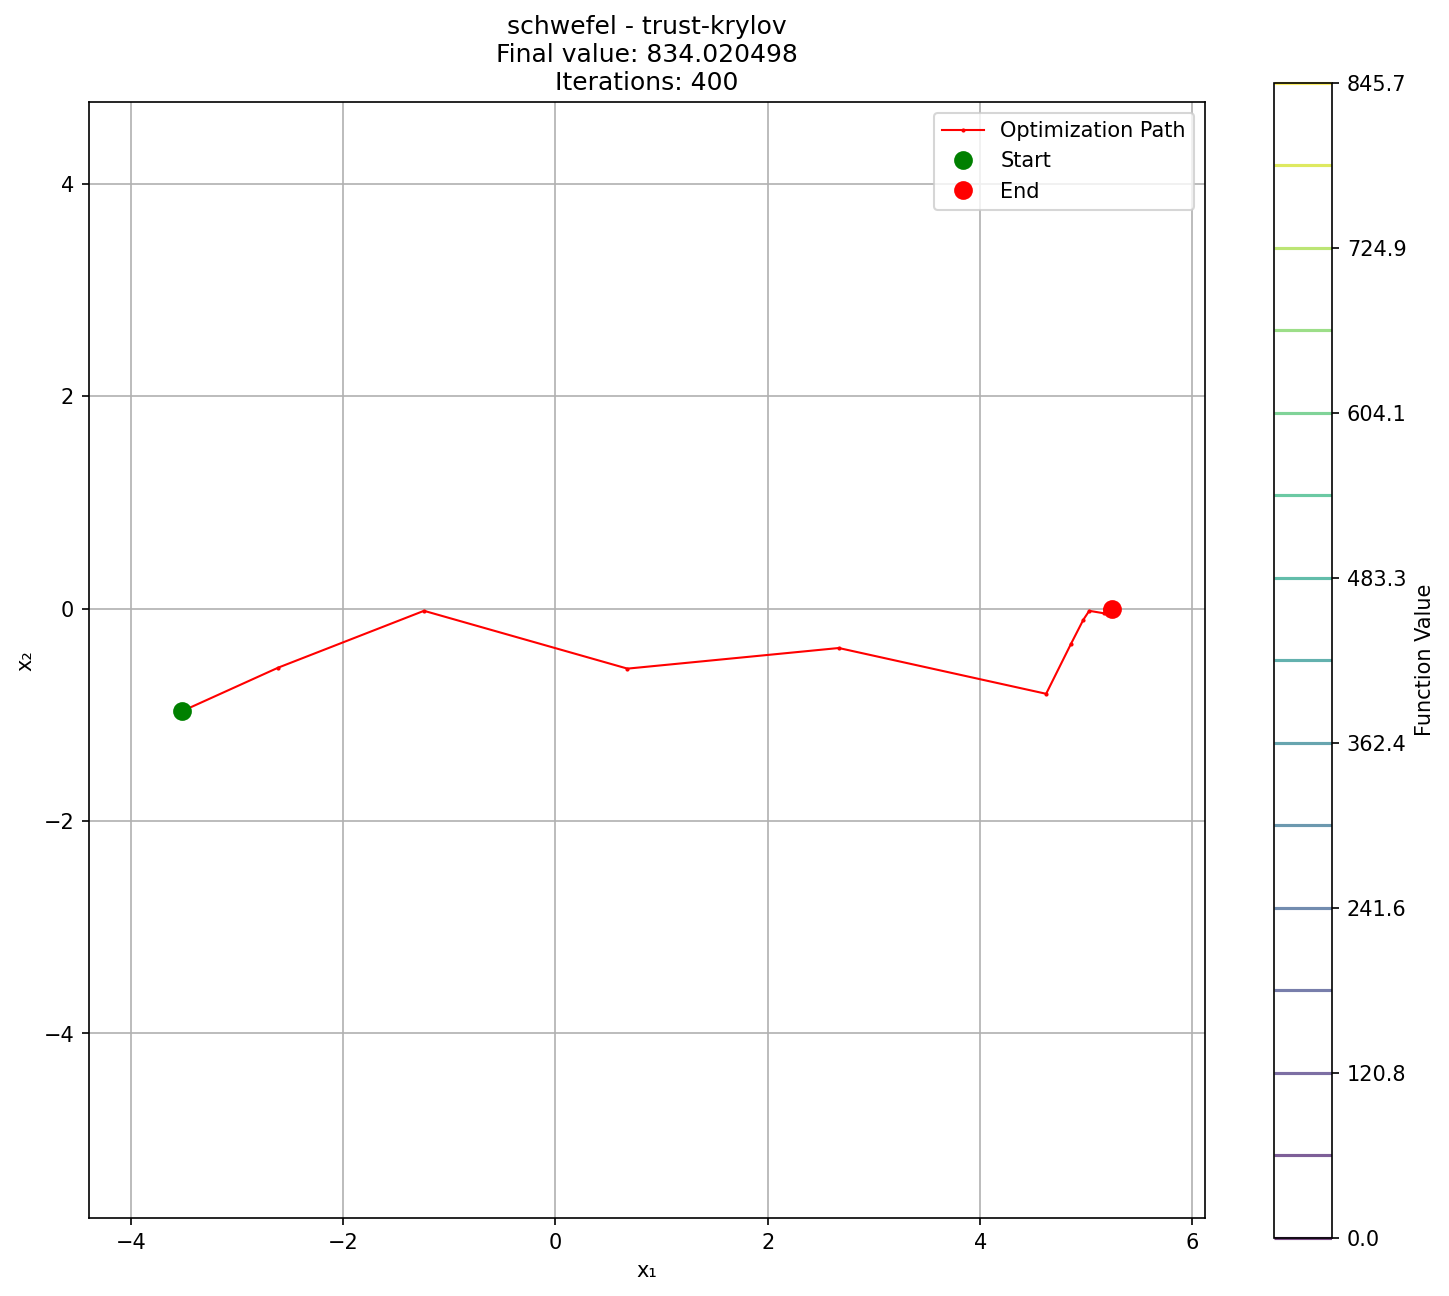 schwefel - trust-krylov
Final value: 834.020498
Iterations: 400
Optimization Path
Start
End
4
2
0
−2
−4
x₂
−4
−2
0
2
4
6
x₁
845.7
724.9
604.1
483.3
362.4
241.6
120.8
0.0
Function Value